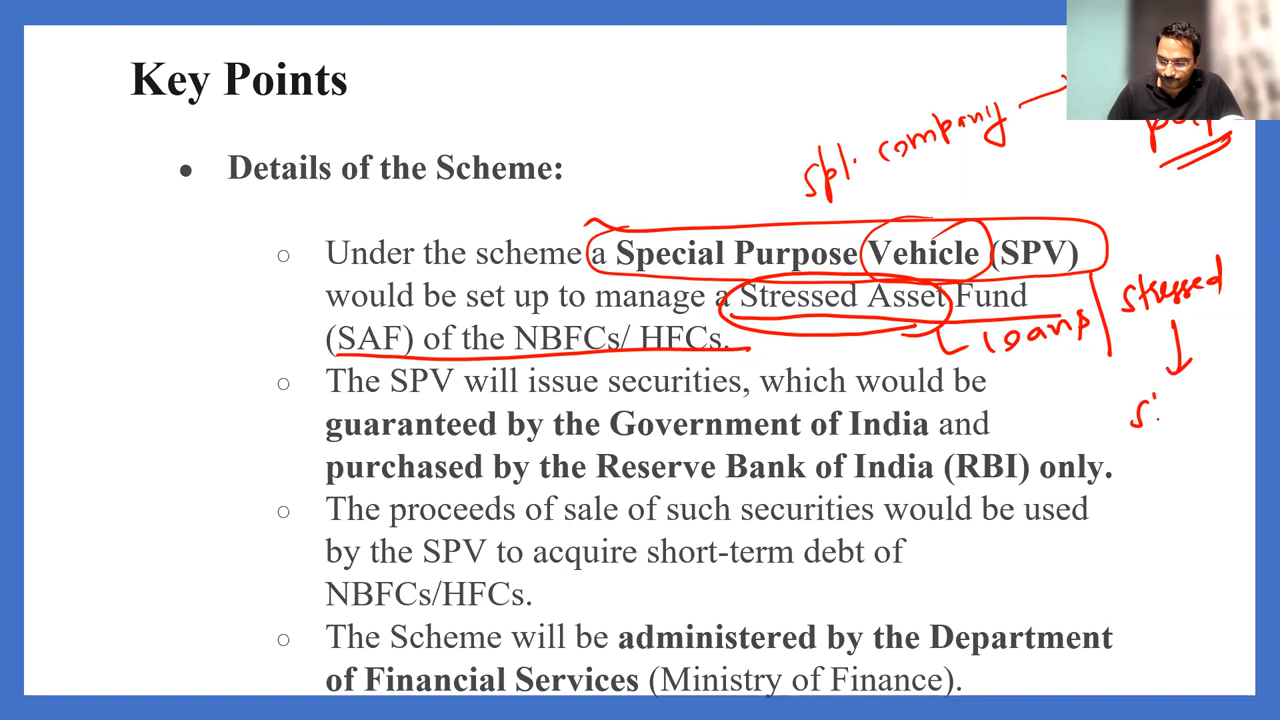 Key Points
spl. company →
● Details of the Scheme:
○ Under the scheme a Special Purpose Vehicle (SPV)
would be set up to manage a Stressed Asset Fund
(SAF) of the NBFCs/ HFCs.
loans
stressed
○ The SPV will issue securities, which would be
guaranteed by the Government of India and
purchased by the Reserve Bank of India (RBI) only.
○ The proceeds of sale of such securities would be used
by the SPV to acquire short-term debt of
NBFCs/HFCs.
○ The Scheme will be administered by the Department
of Financial Services (Ministry of Finance).